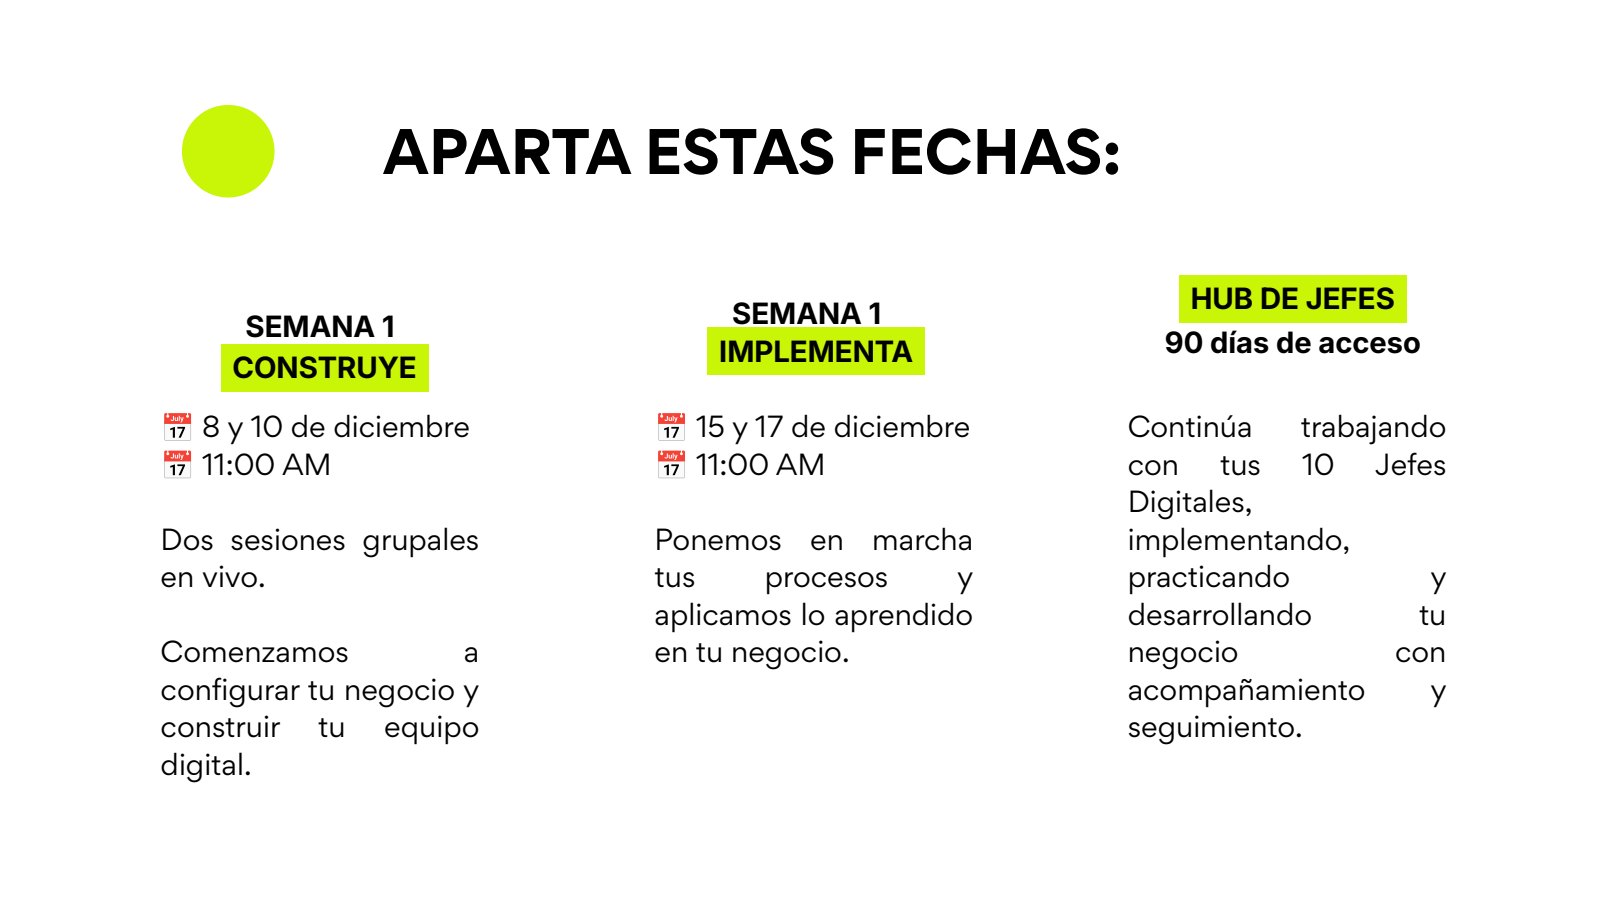 APARTA ESTAS FECHAS:
SEMANA 1
CONSTRUYE
📅 8 y 10 de diciembre
📅 11:00 AM
Dos sesiones grupales
en vivo.
Comenzamos a
configurar tu negocio y
construir tu equipo
digital.
SEMANA 1
IMPLEMENTA
📅 15 y 17 de diciembre
📅 11:00 AM
Ponemos en marcha
tus procesos y
aplicamos lo aprendido
en tu negocio.
HUB DE JEFES
90 días de acceso
Continúa trabajando
con tus 10 Jefes
Digitales,
implementando,
practicando y
desarrollando tu
negocio con
acompañamiento y
seguimiento.